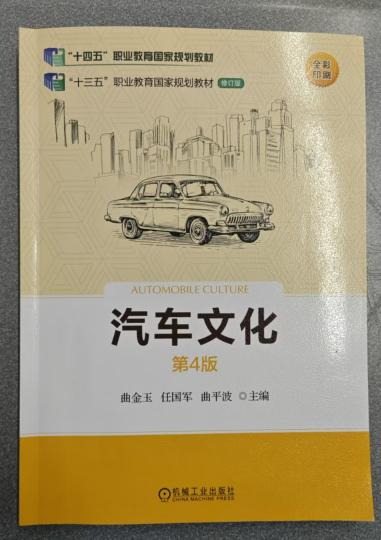 "十四五"职业教育国家规划教材
"十三五"职业教育国家规划教材 修订版
全彩
印刷
AUTOMOBILE CULTURE
汽车文化
第4版
曲金玉 任国军 曲平波 ◎主编
机械工业出版社
CHINA MACHINE PRESS